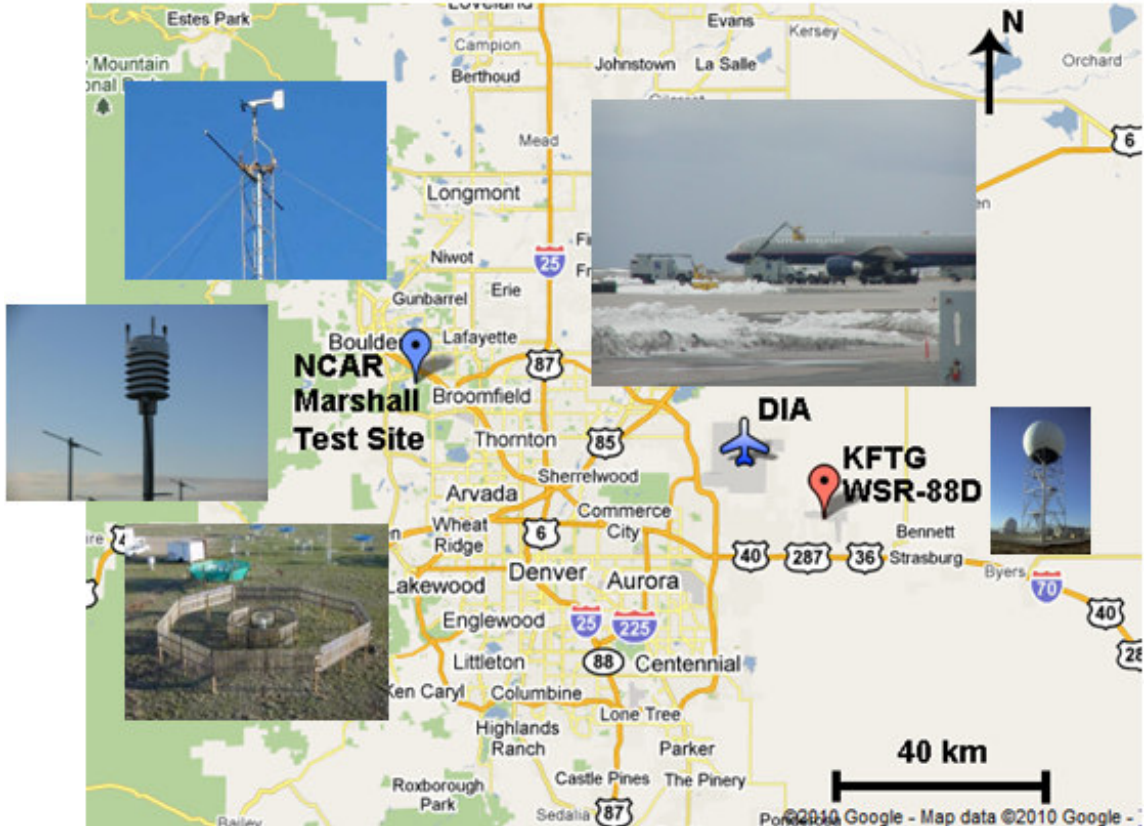 Loveland
Estes Park
Evans
N
Kersey
Campion
Mountain
Johnstown
La Salle
Orchard
Berthoud
Mead
6
Longmont
25
Niwot
Gunbarrel
Erie
Boulde
Lafayette
NCAR
Marshall
Test Site
87
Broomfield
DIA
Thornton
85
KFTG
WSR-88D
Sherrelwood
Arvada
Commerce
City
Wheat
Ridge
6
Bennett
40
287
36
Strasburg
Denver
Aurora
Byers
70
Lakewood
40
Englewood
25
225
28
Littleton
88
Centennial
Ken Caryl
Columbine
Lone Tree
Highlands
Ranch
Parker
40 km
Roxborough
Park
Castle Pines
The Pinery
Sedalia
87
Bailey
©2010 Google - Map data ©2010 Google -